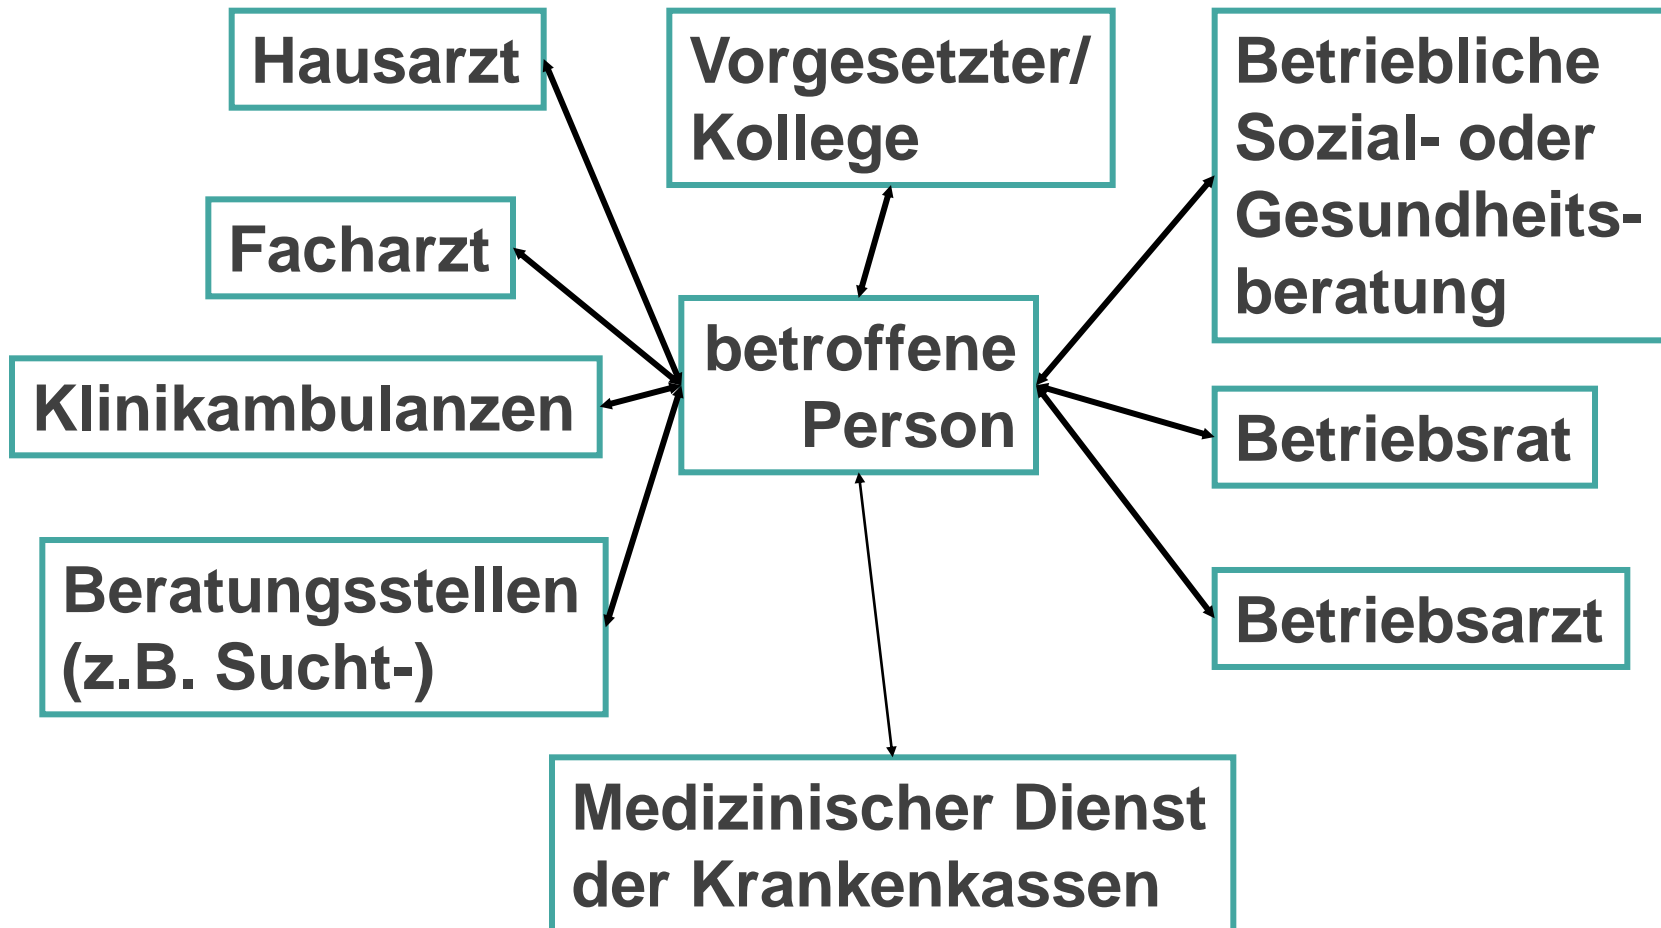 Hausarzt
Vorgesetzter/
Kollege
Betriebliche
Sozial- oder
Gesundheits-
beratung
Facharzt
betroffene
Person
Klinikambulanzen
Betriebsrat
Beratungsstellen
(z.B. Sucht-)
Betriebsarzt
Medizinischer Dienst
der Krankenkassen